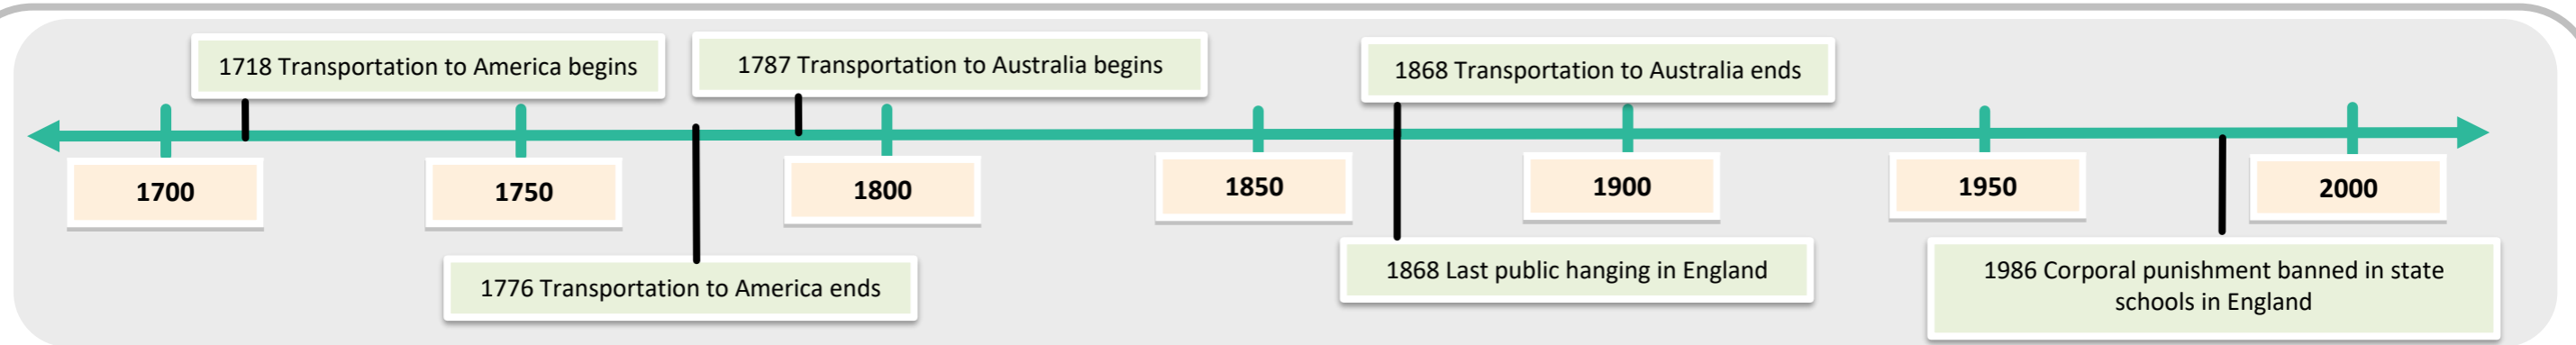 1718 Transportation to America begins
1787 Transportation to Australia begins
1868 Transportation to Australia ends
1700
1750
1800
1850
1900
1950
2000
1776 Transportation to America ends
1868 Last public hanging in England
1986 Corporal punishment banned in state
schools in England